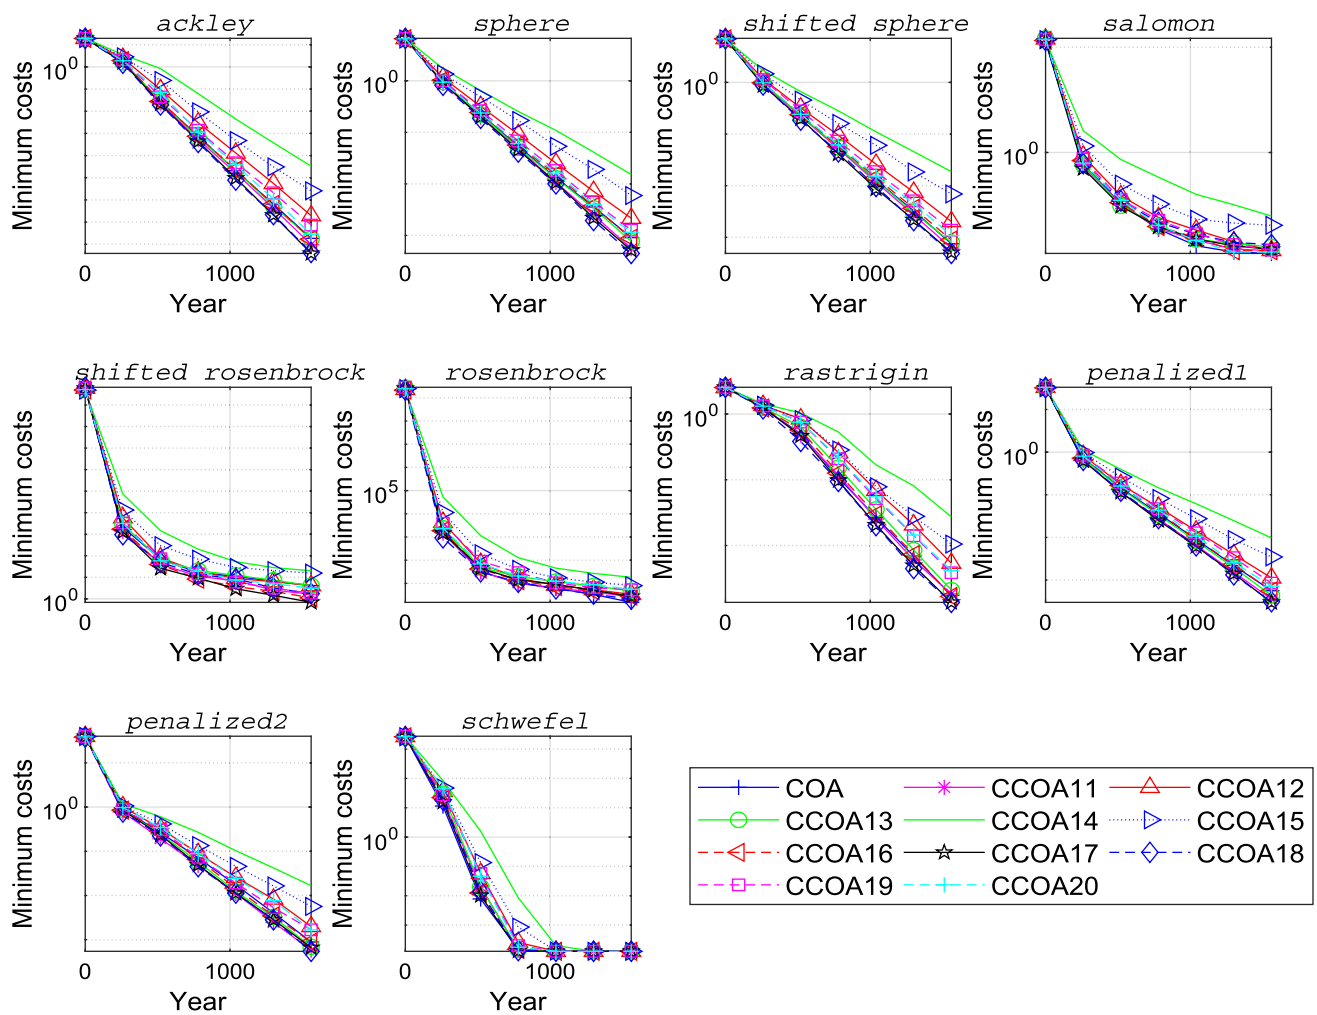 ackley
Minimum costs
10^0
0
1000
Year
sphere
Minimum costs
10^0
0
1000
Year
shifted sphere
Minimum costs
10^0
0
1000
Year
salomon
Minimum costs
10^0
0
1000
Year
shifted rosenbrock
Minimum costs
10^0
0
1000
Year
rosenbrock
Minimum costs
10^5
0
1000
Year
rastrigin
Minimum costs
10^0
0
1000
Year
penalized1
Minimum costs
10^0
0
1000
Year
penalized2
Minimum costs
10^0
0
1000
Year
schwefel
Minimum costs
10^0
0
1000
Year
COA CCOA11 CCOA12
CCOA13 CCOA14 CCOA15
CCOA16 CCOA17 CCOA18
CCOA19 CCOA20